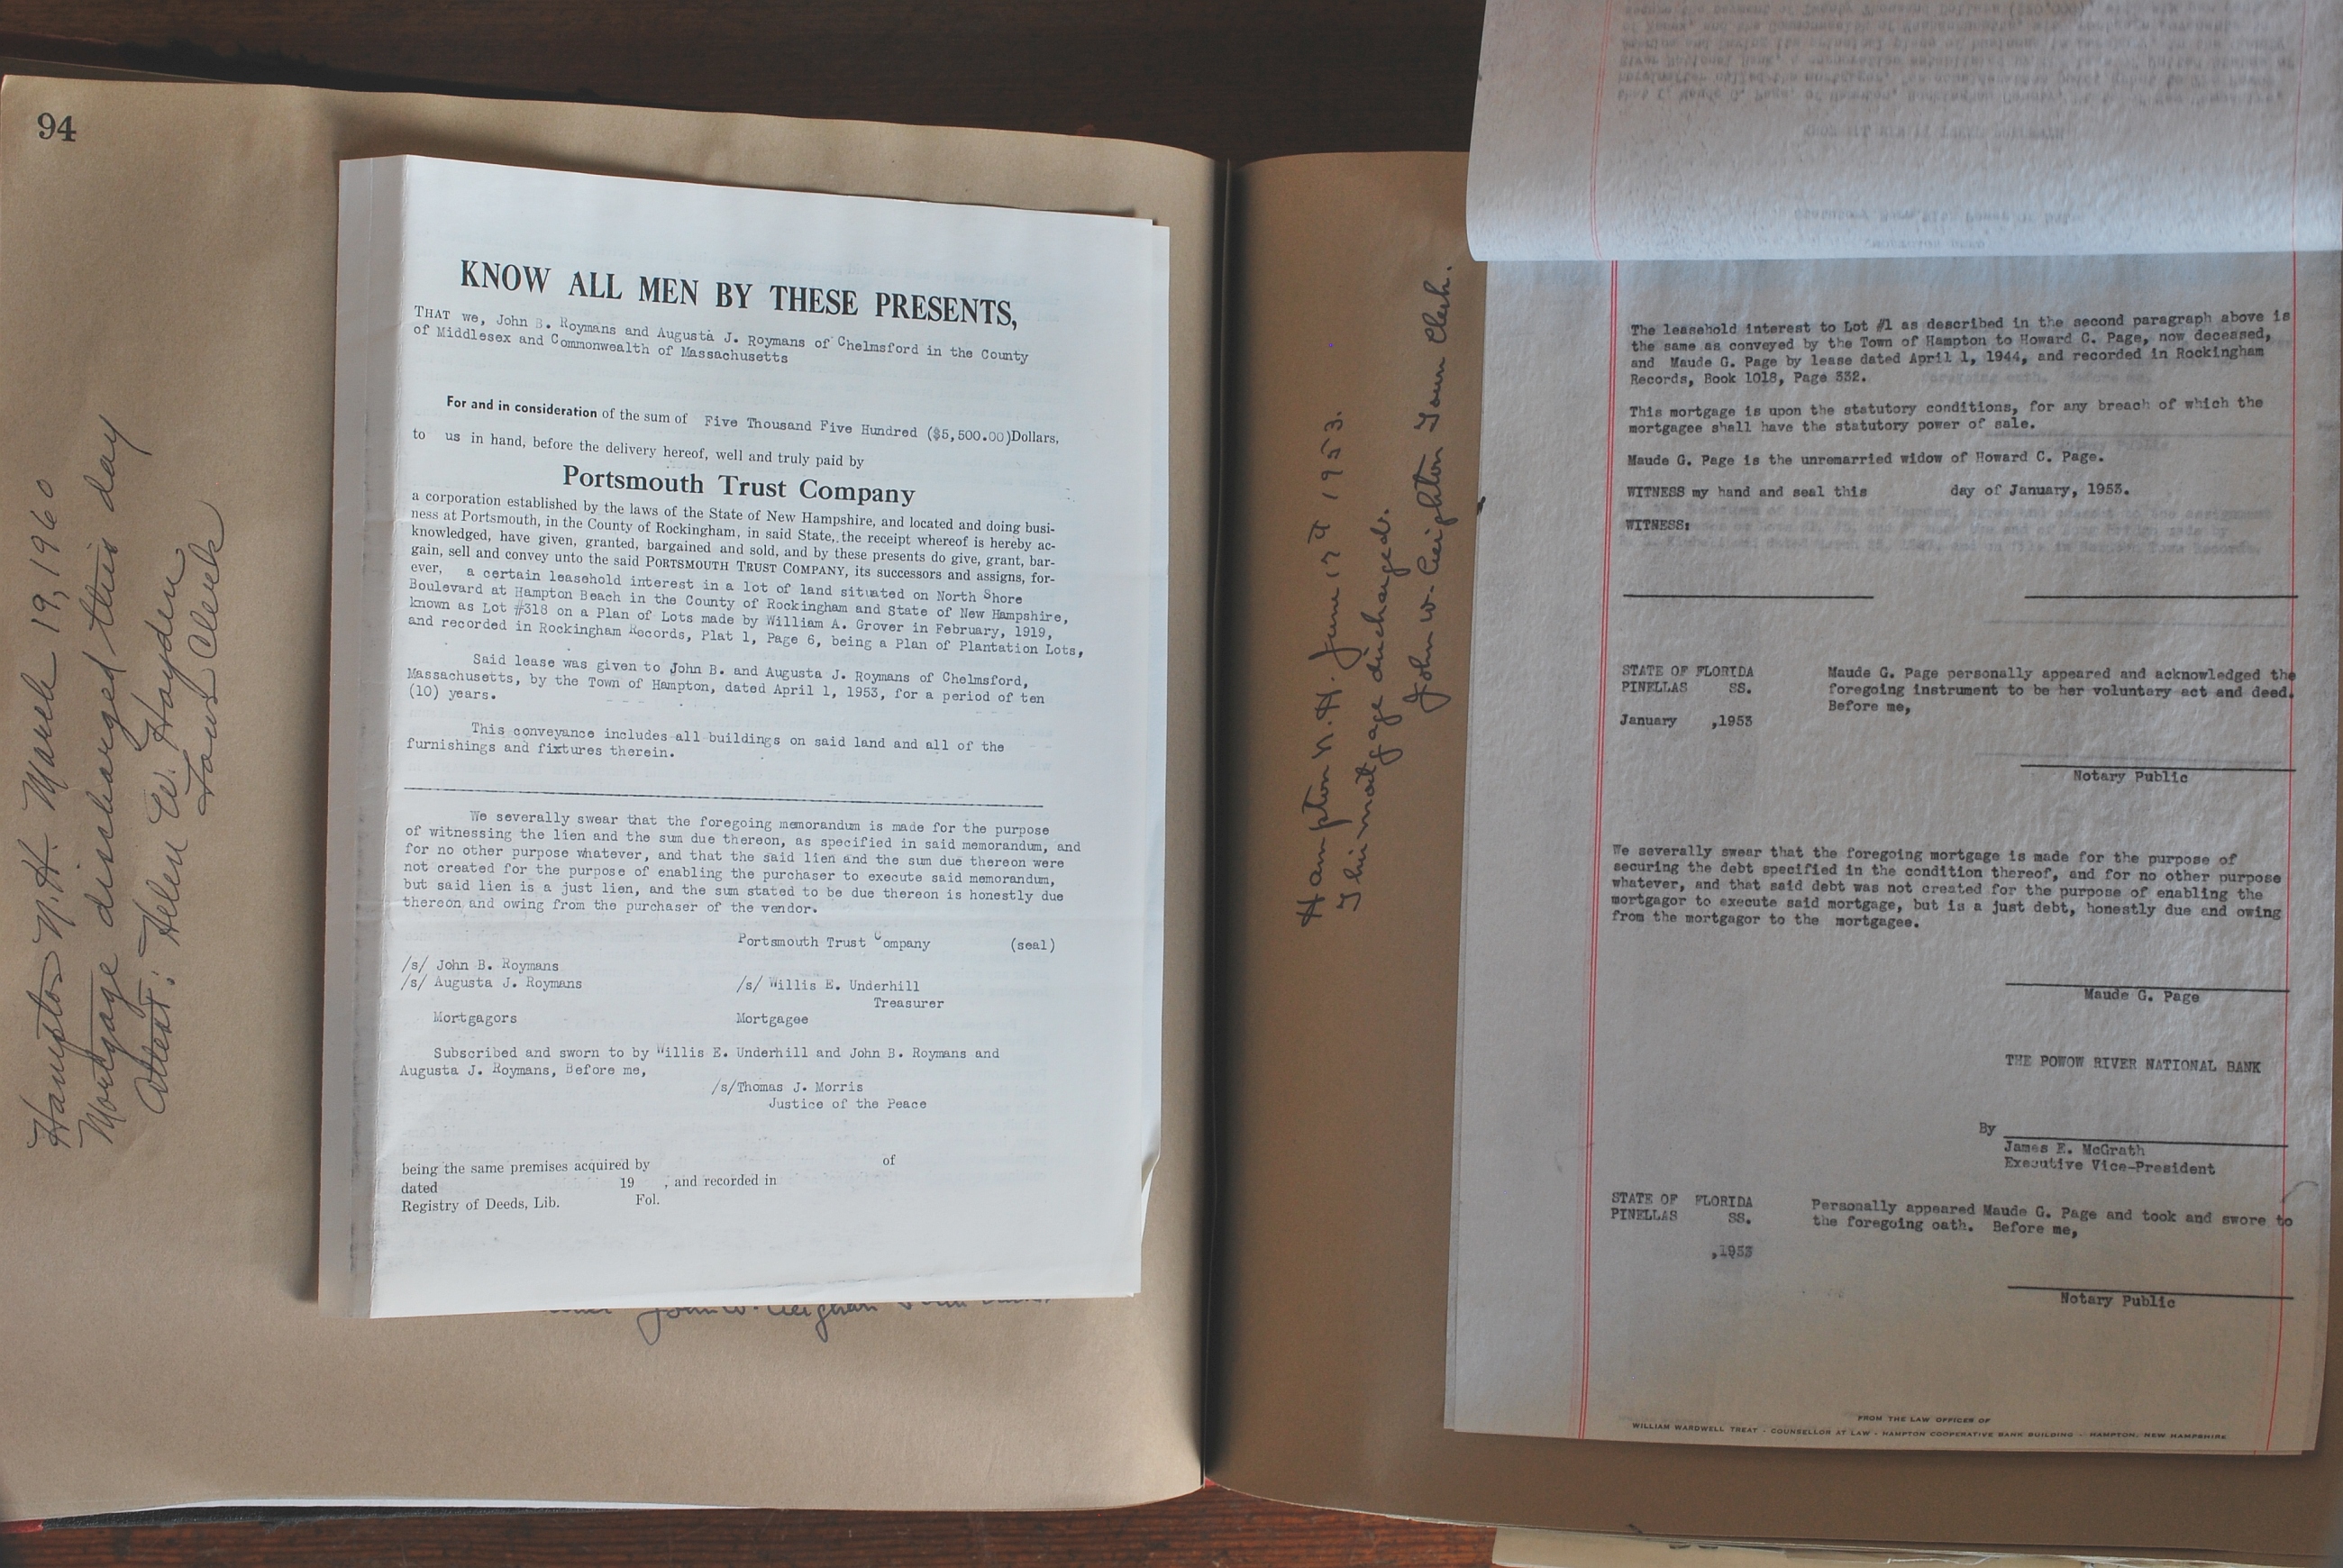 94
Hampton N.H. March 19, 1960
Mortgage discharged this day
Attest: Helen W. Hayden
Town Clerk
KNOW ALL MEN BY THESE PRESENTS,
THAT we, John B. Roymans and Augusta J. Roymans of Chelmsford in the County
of Middlesex and Commonwealth of Massachusetts
For and in consideration of the sum of Five Thousand Five Hundred ($5,500.00)Dollars,
to us in hand, before the delivery hereof, well and truly paid by
Portsmouth Trust Company
a corporation established by the laws of the State of New Hampshire, and located and doing busi-
ness at Portsmouth, in the County of Rockingham, in said State, the receipt whereof is hereby ac-
knowledged, have given, granted, bargained and sold, and by these presents do give, grant, bar-
gain, sell and convey unto the said PORTSMOUTH TRUST COMPANY, its successors and assigns, for-
ever, a certain leasehold interest in a lot of land situated on North Shore
Boulevard at Hampton Beach in the County of Rockingham and State of New Hampshire,
known as Lot #318 on a Plan of Lots made by William A. Grover in February, 1919,
and recorded in Rockingham Records, Plat 1, Page 6, being a Plan of Plantation Lots,
Said lease was given to John B. and Augusta J. Roymans of Chelmsford,
Massachusetts, by the Town of Hampton, dated April 1, 1953, for a period of ten
(10) years.
This conveyance includes all buildings on said land and all of the
furnishings and fixtures therein.
We severally swear that the foregoing memorandum is made for the purpose
of witnessing the lien and the sum due thereon, as specified in said memorandum, and
for no other purpose whatever, and that the said lien and the sum due thereon were
not created for the purpose of enabling the purchaser to execute said memorandum,
but said lien is a just lien, and the sum stated to be due thereon is honestly due
thereon and owing from the purchaser of the vendor.
Portsmouth Trust Company (seal)
/s/ John B. Roymans
/s/ Augusta J. Roymans /s/ Willis E. Underhill
Treasurer
Mortgagors Mortgagee
Subscribed and sworn to by Willis E. Underhill and John B. Roymans and
Augusta J. Roymans, Before me,
/s/Thomas J. Morris
Justice of the Peace
being the same premises acquired by of
dated 19 , and recorded in
Registry of Deeds, Lib. Fol.
John W. Town
Hampton N.H. June 17th 1953.
This mortgage discharged.
John W. Creighton Town Clerk.
The leasehold interest to Lot #1 as described in the second paragraph above is
the same as conveyed by the Town of Hampton to Howard C. Page, now deceased,
and Maude G. Page by lease dated April 1, 1944, and recorded in Rockingham
Records, Book 1018, Page 332.
This mortgage is upon the statutory conditions, for any breach of which the
mortgagee shall have the statutory power of sale.
Maude G. Page is the unremarried widow of Howard C. Page.
WITNESS my hand and seal this day of January, 1953.
WITNESS:
STATE OF FLORIDA Maude G. Page personally appeared and acknowledged the
PINELLAS SS. foregoing instrument to be her voluntary act and deed.
Before me,
January ,1953
Notary Public
We severally swear that the foregoing mortgage is made for the purpose of
securing the debt specified in the condition thereof, and for no other purpose
whatever, and that said debt was not created for the purpose of enabling the
mortgagor to execute said mortgage, but is a just debt, honestly due and owing
from the mortgagor to the mortgagee.
Maude G. Page
THE POWOW RIVER NATIONAL BANK
By
James E. McGrath
Executive Vice-President
STATE OF FLORIDA Personally appeared Maude G. Page and took and swore to
PINELLAS SS. the foregoing oath. Before me,
,1953
Notary Public
FROM THE LAW OFFICES OF
WILLIAM WARDWELL TREAT - COUNSELLOR AT LAW - HAMPTON COOPERATIVE BANK BUILDING - HAMPTON, NEW HAMPSHIRE